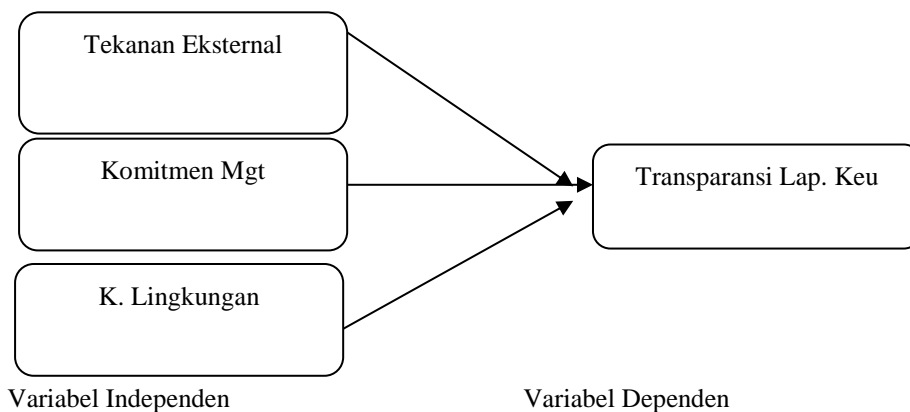 Tekanan Eksternal
Komitmen Mgt
Transparansi Lap. Keu
K. Lingkungan
Variabel Independen
Variabel Dependen